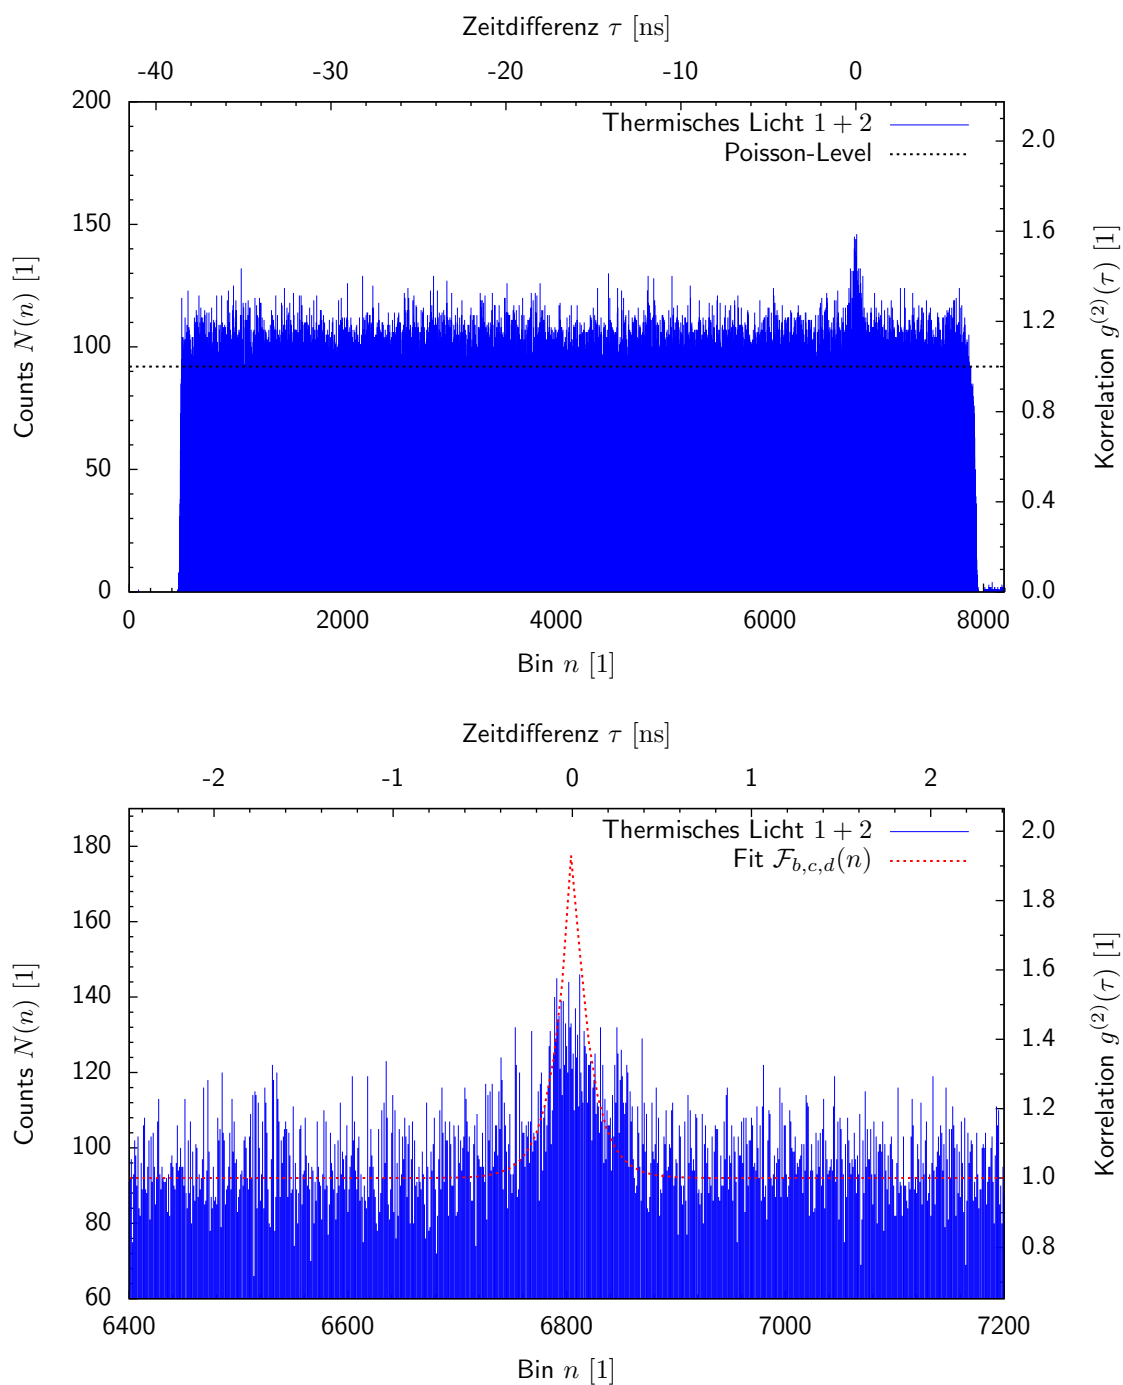 Zeitdifferenz τ [ns]
-40 -30 -20 -10 0
200
150
100
50
0
Counts N(n) [1]
Thermisches Licht 1 + 2
Poisson-Level
2.0
1.6
1.2
0.8
0.4
0.0
Korrelation g⁽²⁾(τ) [1]
0 2000 4000 6000 8000
Bin n [1]
Zeitdifferenz τ [ns]
-2 -1 0 1 2
180
160
140
120
100
80
60
Counts N(n) [1]
Thermisches Licht 1 + 2
Fit ℱ_{b,c,d}(n)
2.0
1.8
1.6
1.4
1.2
1.0
0.8
Korrelation g⁽²⁾(τ) [1]
6400 6600 6800 7000 7200
Bin n [1]